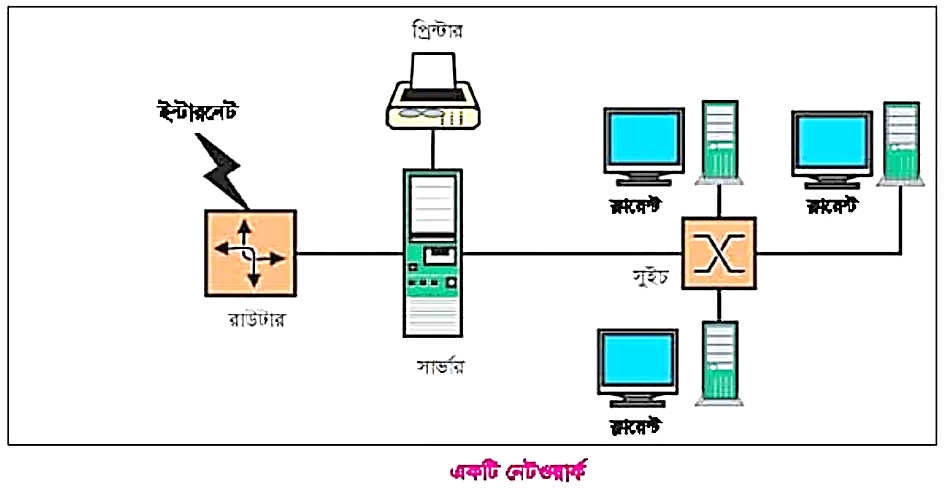 প্রিন্টার
ইন্টারনেট
ক্লায়েন্ট
ক্লায়েন্ট
সুইচ
রাউটার
সার্ভার
ক্লায়েন্ট
একটি নেটওয়ার্ক